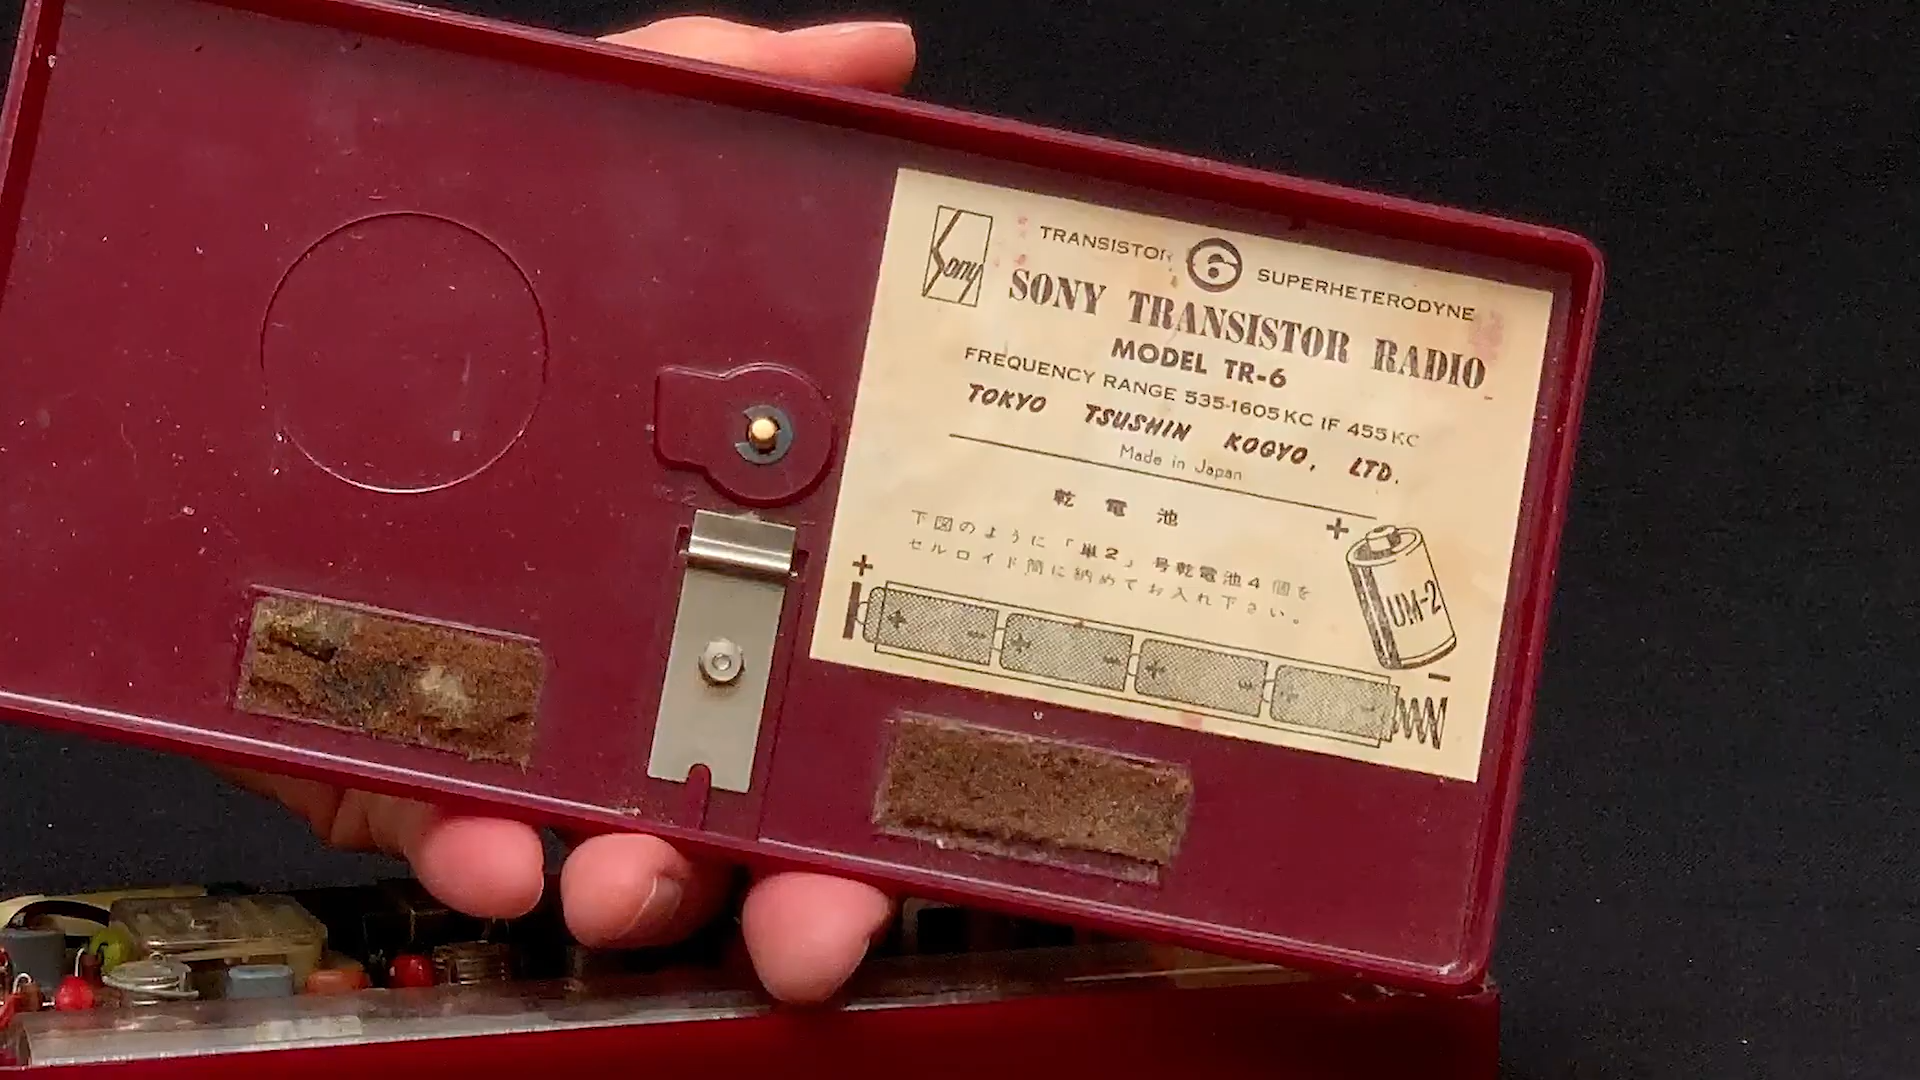 Sony
TRANSISTOR 6 SUPERHETERODYNE
SONY TRANSISTOR RADIO
MODEL TR-6
FREQUENCY RANGE 535-1605 KC IF 455 KC
TOKYO TSUSHIN KOGYO, LTD.
Made in Japan
乾電池
下図のように「単2」号乾電池4個を
セルロイド筒に納めてお入れ下さい。
+
UM-2
−
+
+ − + − + − − −